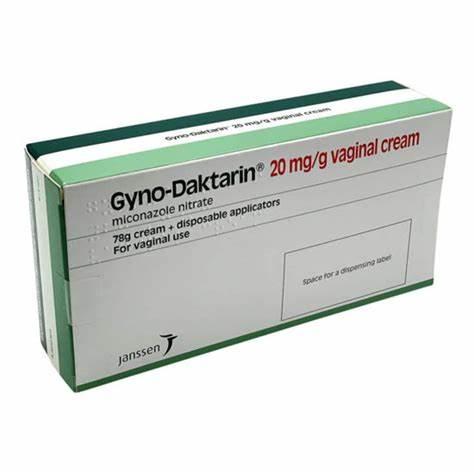 Gyno-Daktarin® 20 mg/g vaginal cream
Gyno-Daktarin® 20 mg/g vaginal cream
miconazole nitrate
78g cream + disposable applicators
For vaginal use
Space for a dispensing label
janssen